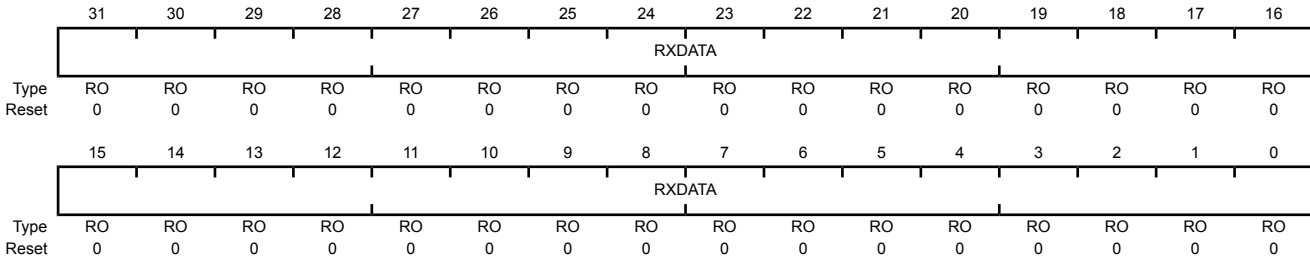 31 30 29 28 27 26 25 24 23 22 21 20 19 18 17 16
RXDATA
Type RO RO RO RO RO RO RO RO RO RO RO RO RO RO RO RO
Reset 0 0 0 0 0 0 0 0 0 0 0 0 0 0 0 0
15 14 13 12 11 10 9 8 7 6 5 4 3 2 1 0
RXDATA
Type RO RO RO RO RO RO RO RO RO RO RO RO RO RO RO RO
Reset 0 0 0 0 0 0 0 0 0 0 0 0 0 0 0 0